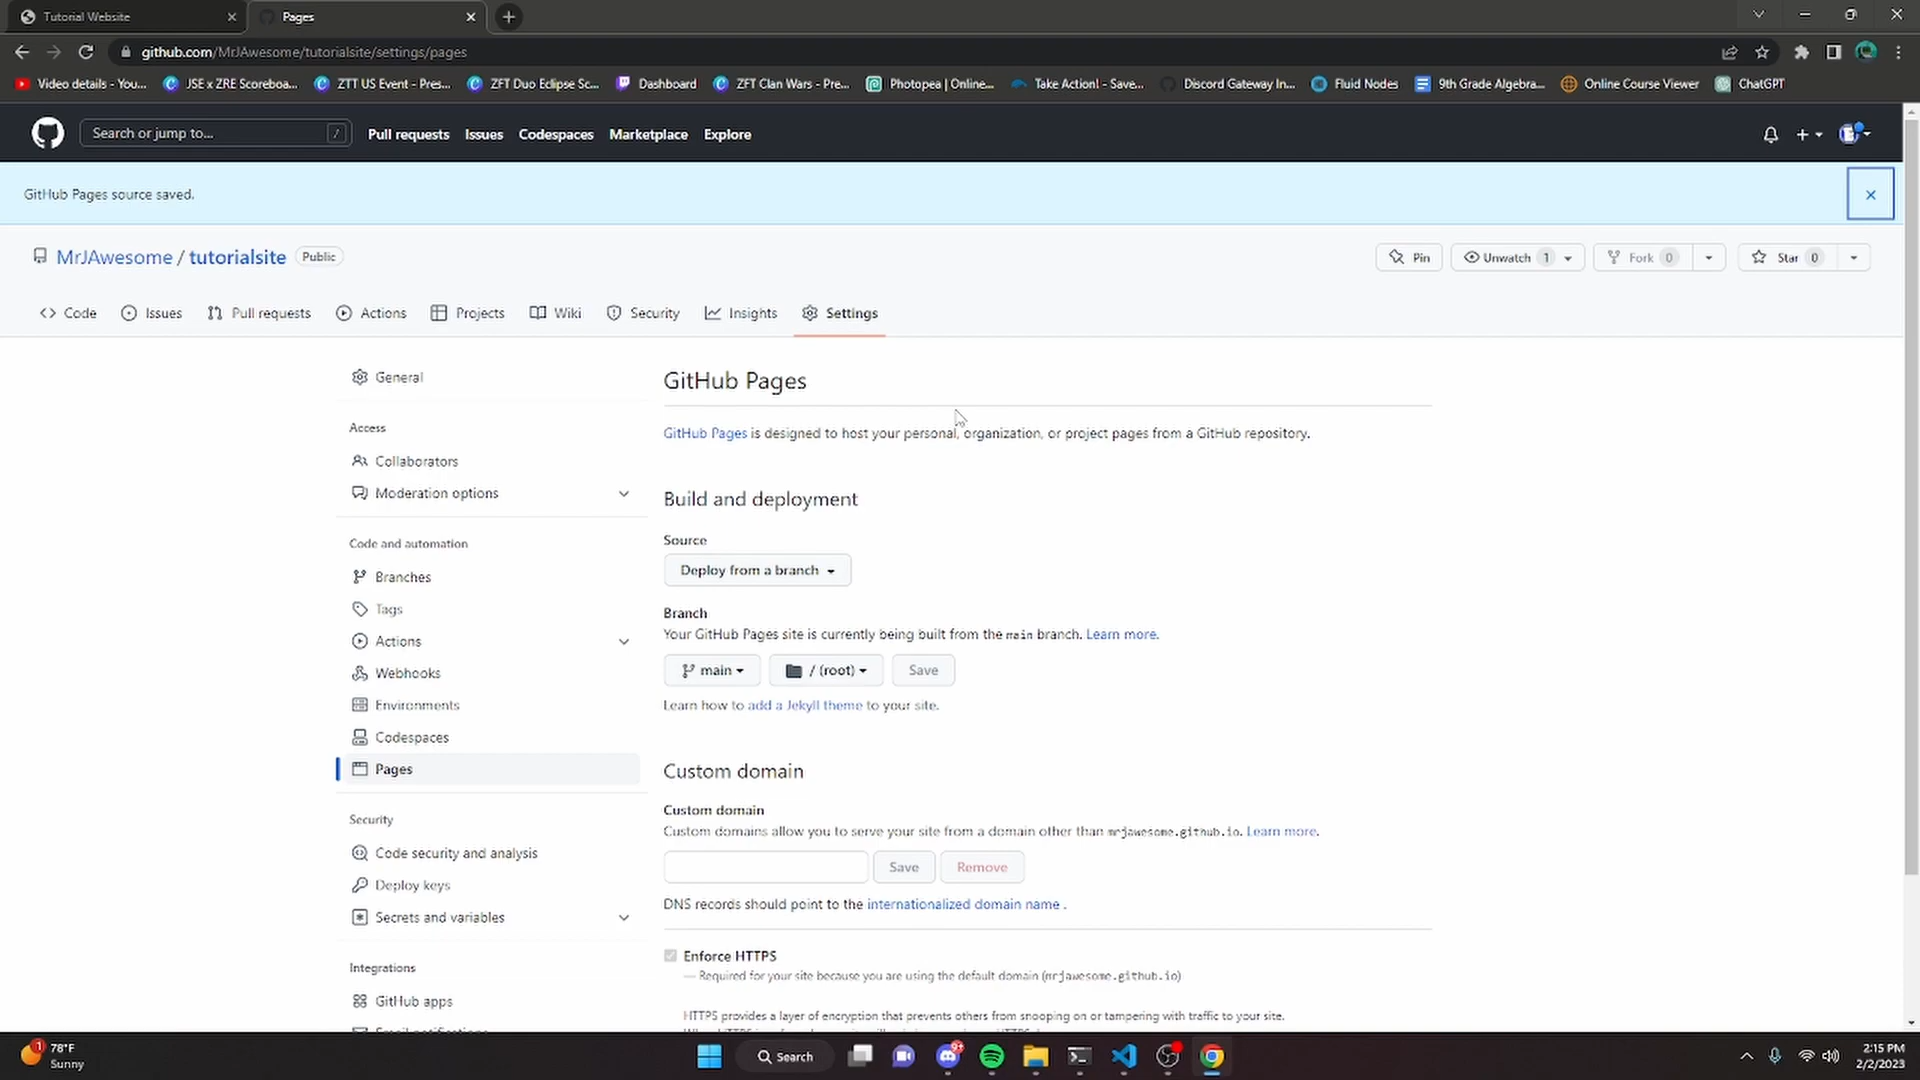 Tutorial Website
Pages
github.com/MrJAwesome/tutorialsite/settings/pages
Video details - You...
JSE x ZRE Scoreboa...
ZTT US Event - Pres...
ZFT Duo Eclipse Sc...
Dashboard
ZFT Clan Wars - Pre...
Photopea | Online...
Take Action! - Save...
Discord Gateway In...
Fluid Nodes
9th Grade Algebra...
Online Course Viewer
ChatGPT
Search or jump to...
/
Pull requests
Issues
Codespaces
Marketplace
Explore
GitHub Pages source saved.
MrJAwesome / tutorialsite
Public
Pin
Unwatch 1
Fork 0
Star 0
Code
Issues
Pull requests
Actions
Projects
Wiki
Security
Insights
Settings
General
Access
Collaborators
Moderation options
Code and automation
Branches
Tags
Actions
Webhooks
Environments
Codespaces
Pages
Security
Code security and analysis
Deploy keys
Secrets and variables
Integrations
GitHub apps
GitHub Pages
GitHub Pages is designed to host your personal, organization, or project pages from a GitHub repository.
Build and deployment
Source
Deploy from a branch
Branch
Your GitHub Pages site is currently being built from the main branch. Learn more.
main
/ (root)
Save
Learn how to add a Jekyll theme to your site.
Custom domain
Custom domain
Custom domains allow you to serve your site from a domain other than mrjawesome.github.io. Learn more.
Save
Remove
DNS records should point to the internationalized domain name .
Enforce HTTPS
— Required for your site because you are using the default domain (mrjawesome.github.io)
HTTPS provides a layer of encryption that prevents others from snooping on or tampering with traffic to your site.
1
78°F
Sunny
Search
9+
2:15 PM
2/2/2023